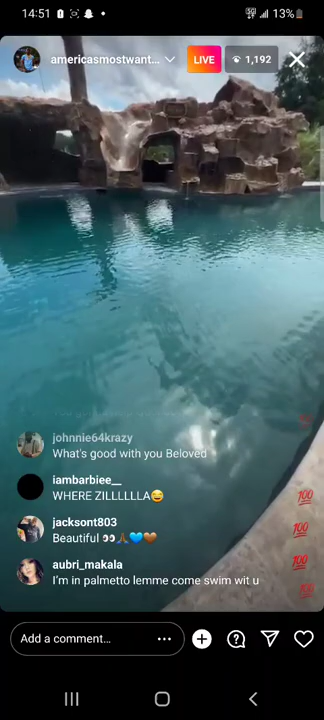 14:51
5G
13%
americasmostwant...
LIVE
1,192
johnnie64krazy
What's good with you Beloved
iambarbiee__
WHERE ZILLLLLLA😂
jacksont803
Beautiful 👀🙏🏾💙🤎
aubri_makala
I'm in palmetto lemme come swim wit u
💯
💯
💯
💯
Add a comment...